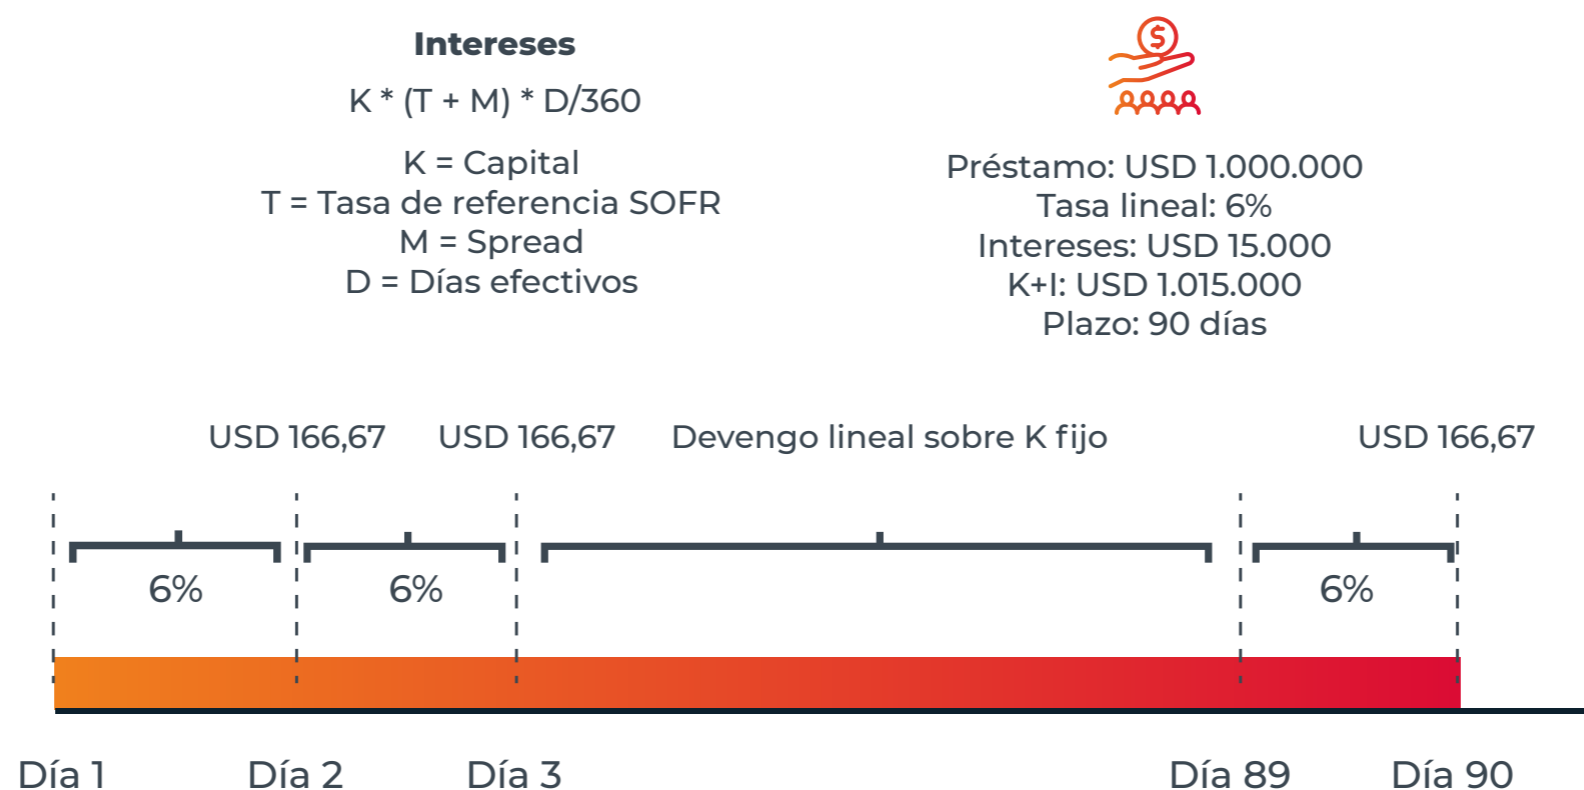 Intereses
K * (T + M) * D/360
K = Capital
T = Tasa de referencia SOFR
M = Spread
D = Días efectivos
$
Préstamo: USD 1.000.000
Tasa lineal: 6%
Intereses: USD 15.000
K+I: USD 1.015.000
Plazo: 90 días
USD 166,67 USD 166,67 Devengo lineal sobre K fijo USD 166,67
6% 6% 6%
Día 1 Día 2 Día 3 Día 89 Día 90